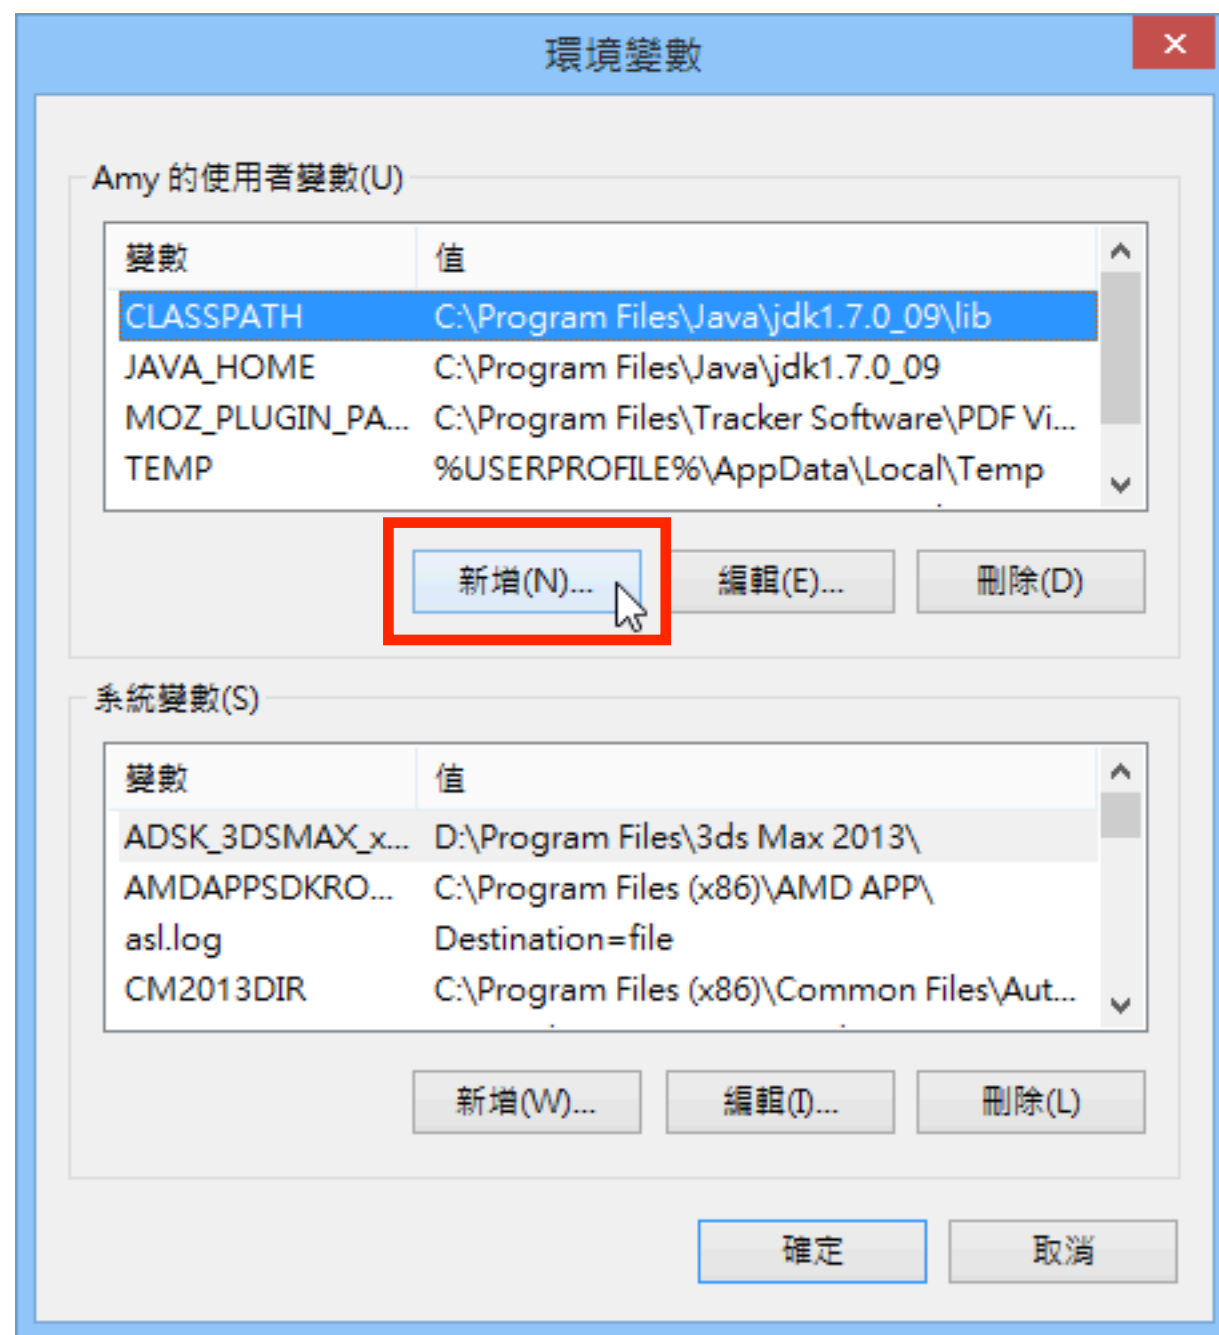 環境變數
Amy 的使用者變數(U)
變數 值
CLASSPATH C:\Program Files\Java\jdk1.7.0_09\lib
JAVA_HOME C:\Program Files\Java\jdk1.7.0_09
MOZ_PLUGIN_PA... C:\Program Files\Tracker Software\PDF Vi...
TEMP %USERPROFILE%\AppData\Local\Temp
新增(N)... 編輯(E)... 刪除(D)
系統變數(S)
變數 值
ADSK_3DSMAX_x... D:\Program Files\3ds Max 2013\
AMDAPPSDKRO... C:\Program Files (x86)\AMD APP\
asl.log Destination=file
CM2013DIR C:\Program Files (x86)\Common Files\Aut...
新增(W)... 編輯(I)... 刪除(L)
確定 取消